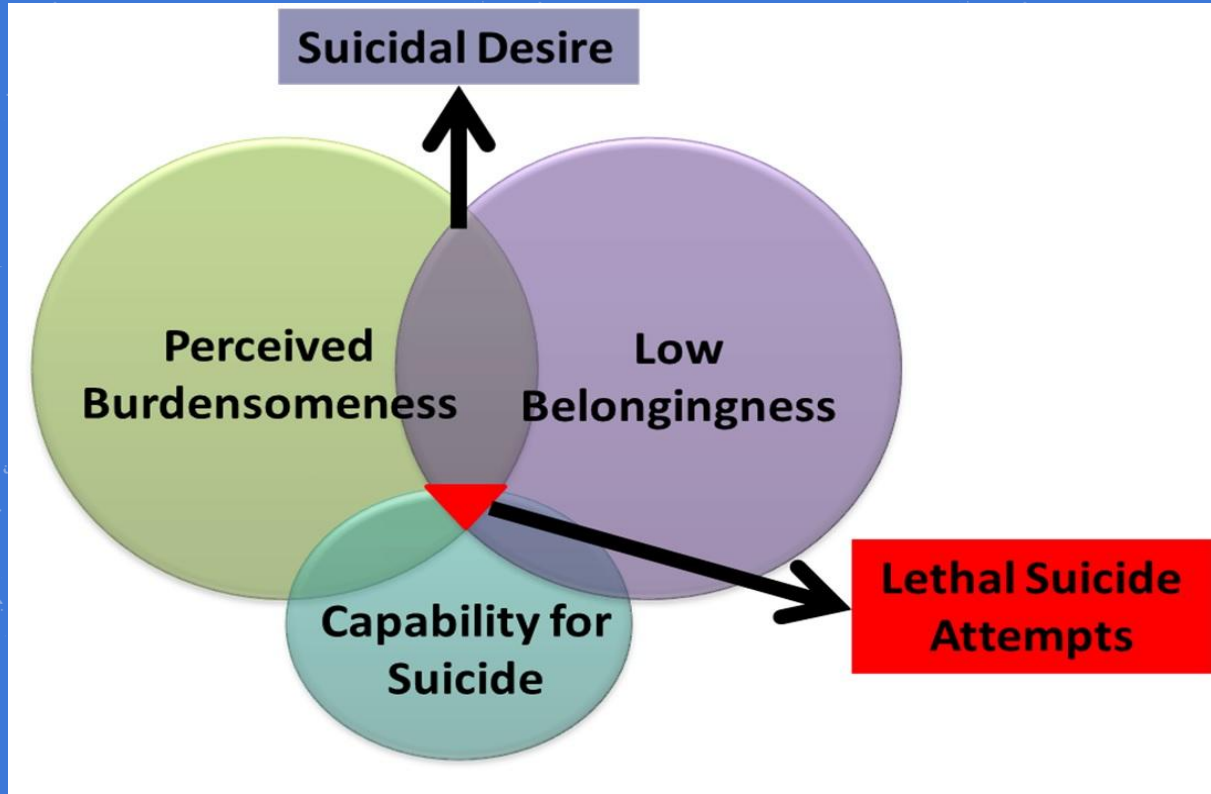 Suicidal Desire
Perceived
Burdensomeness
Low
Belongingness
Capability for
Suicide
Lethal Suicide
Attempts